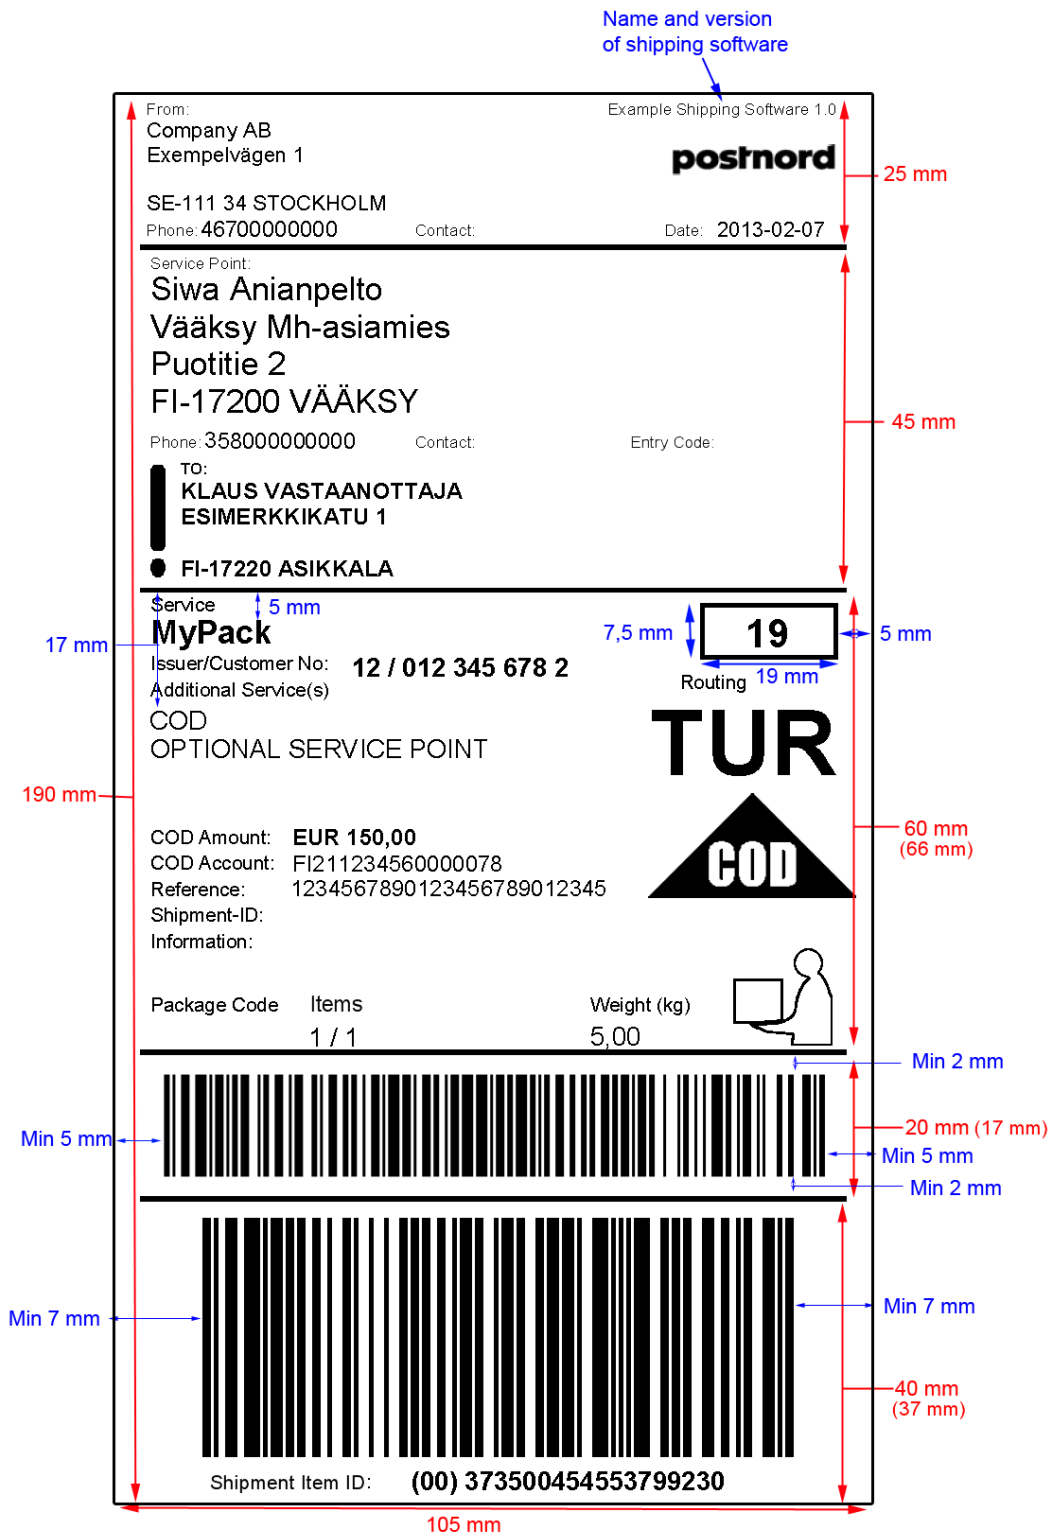 Name and version
of shipping software
From:
Example Shipping Software 1.0
Company AB
Exempelvägen 1
postnord
25 mm
SE-111 34 STOCKHOLM
Phone: 46700000000 Contact: Date: 2013-02-07
Service Point:
Siwa Anianpelto
Vääksy Mh-asiamies
Puotitie 2
FI-17200 VÄÄKSY
45 mm
Phone: 358000000000 Contact: Entry Code:
TO:
KLAUS VASTAANOTTAJA
ESIMERKKIKATU 1
FI-17220 ASIKKALA
Service
5 mm
MyPack
17 mm
7,5 mm
19
5 mm
Issuer/Customer No: 12 / 012 345 678 2
19 mm
Additional Service(s)
Routing
COD
OPTIONAL SERVICE POINT
TUR
190 mm
COD Amount: EUR 150,00
60 mm
(66 mm)
COD
COD Account: FI211234560000078
Reference: 1234567890123456789012345
Shipment-ID:
Information:
Package Code Items Weight (kg)
1 / 1 5,00
Min 2 mm
20 mm (17 mm)
Min 5 mm
Min 5 mm
Min 2 mm
Min 7 mm
Min 7 mm
40 mm
(37 mm)
Shipment Item ID: (00) 373500454553799230
105 mm